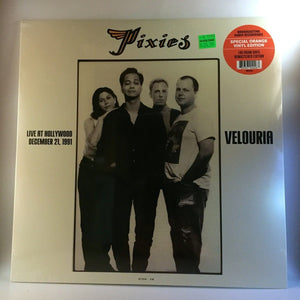 Pixies
SPECIAL ORANGE
VINYL EDITION
LIVE AT HOLLYWOOD
DECEMBER 21, 1991
VELOURIA